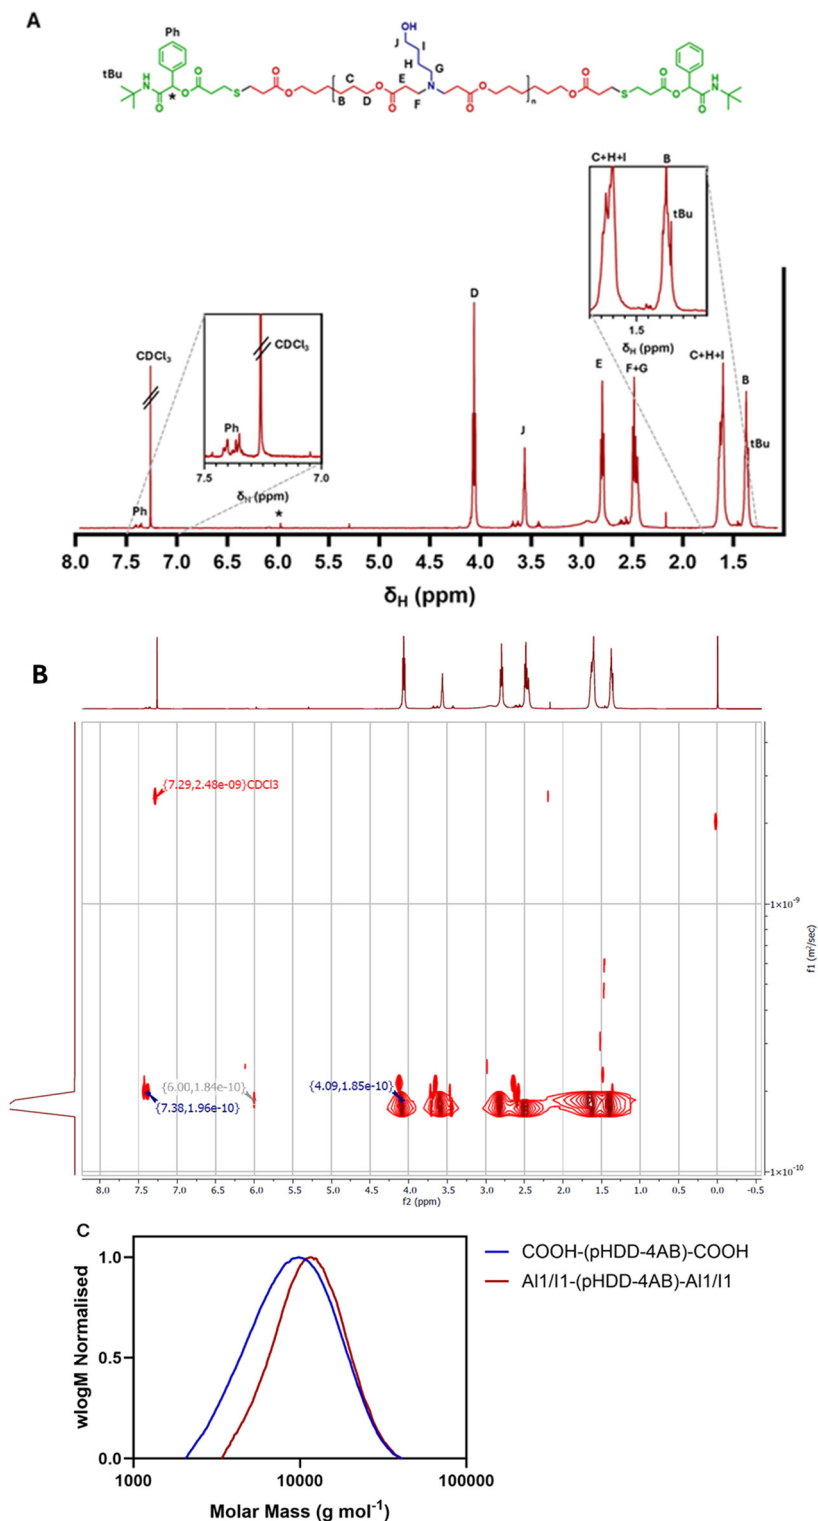 A
OH
J
I
H
G
Ph
tBu
NH
O
O
O
*
S
O
O
C
B
D
O
O
E
F
N
O
O
n
O
O
S
O
O
O
NH
C+H+I
B
tBu
1.5
δH (ppm)
D
CDCl3
CDCl3
Ph
7.5
7.0
δH (ppm)
E
F+G
C+H+I
B
J
tBu
Ph
*
8.0 7.5 7.0 6.5 6.0 5.5 5.0 4.5 4.0 3.5 3.0 2.5 2.0 1.5
δH (ppm)
B
{7.29,2.48e-09}CDCl3
1×10-9
f1 (m2/sec)
{6.00,1.84e-10}
{4.09,1.85e-10}
{7.38,1.96e-10}
1×10-10
8.0 7.5 7.0 6.5 6.0 5.5 5.0 4.5 4.0 3.5 3.0 2.5 2.0 1.5 1.0 0.5 0.0 -0.5
f2 (ppm)
C
1.0
0.5
0.0
wlogM Normalised
1000 10000 100000
Molar Mass (g mol-1)
COOH-(pHDD-4AB)-COOH
Al1/I1-(pHDD-4AB)-Al1/I1